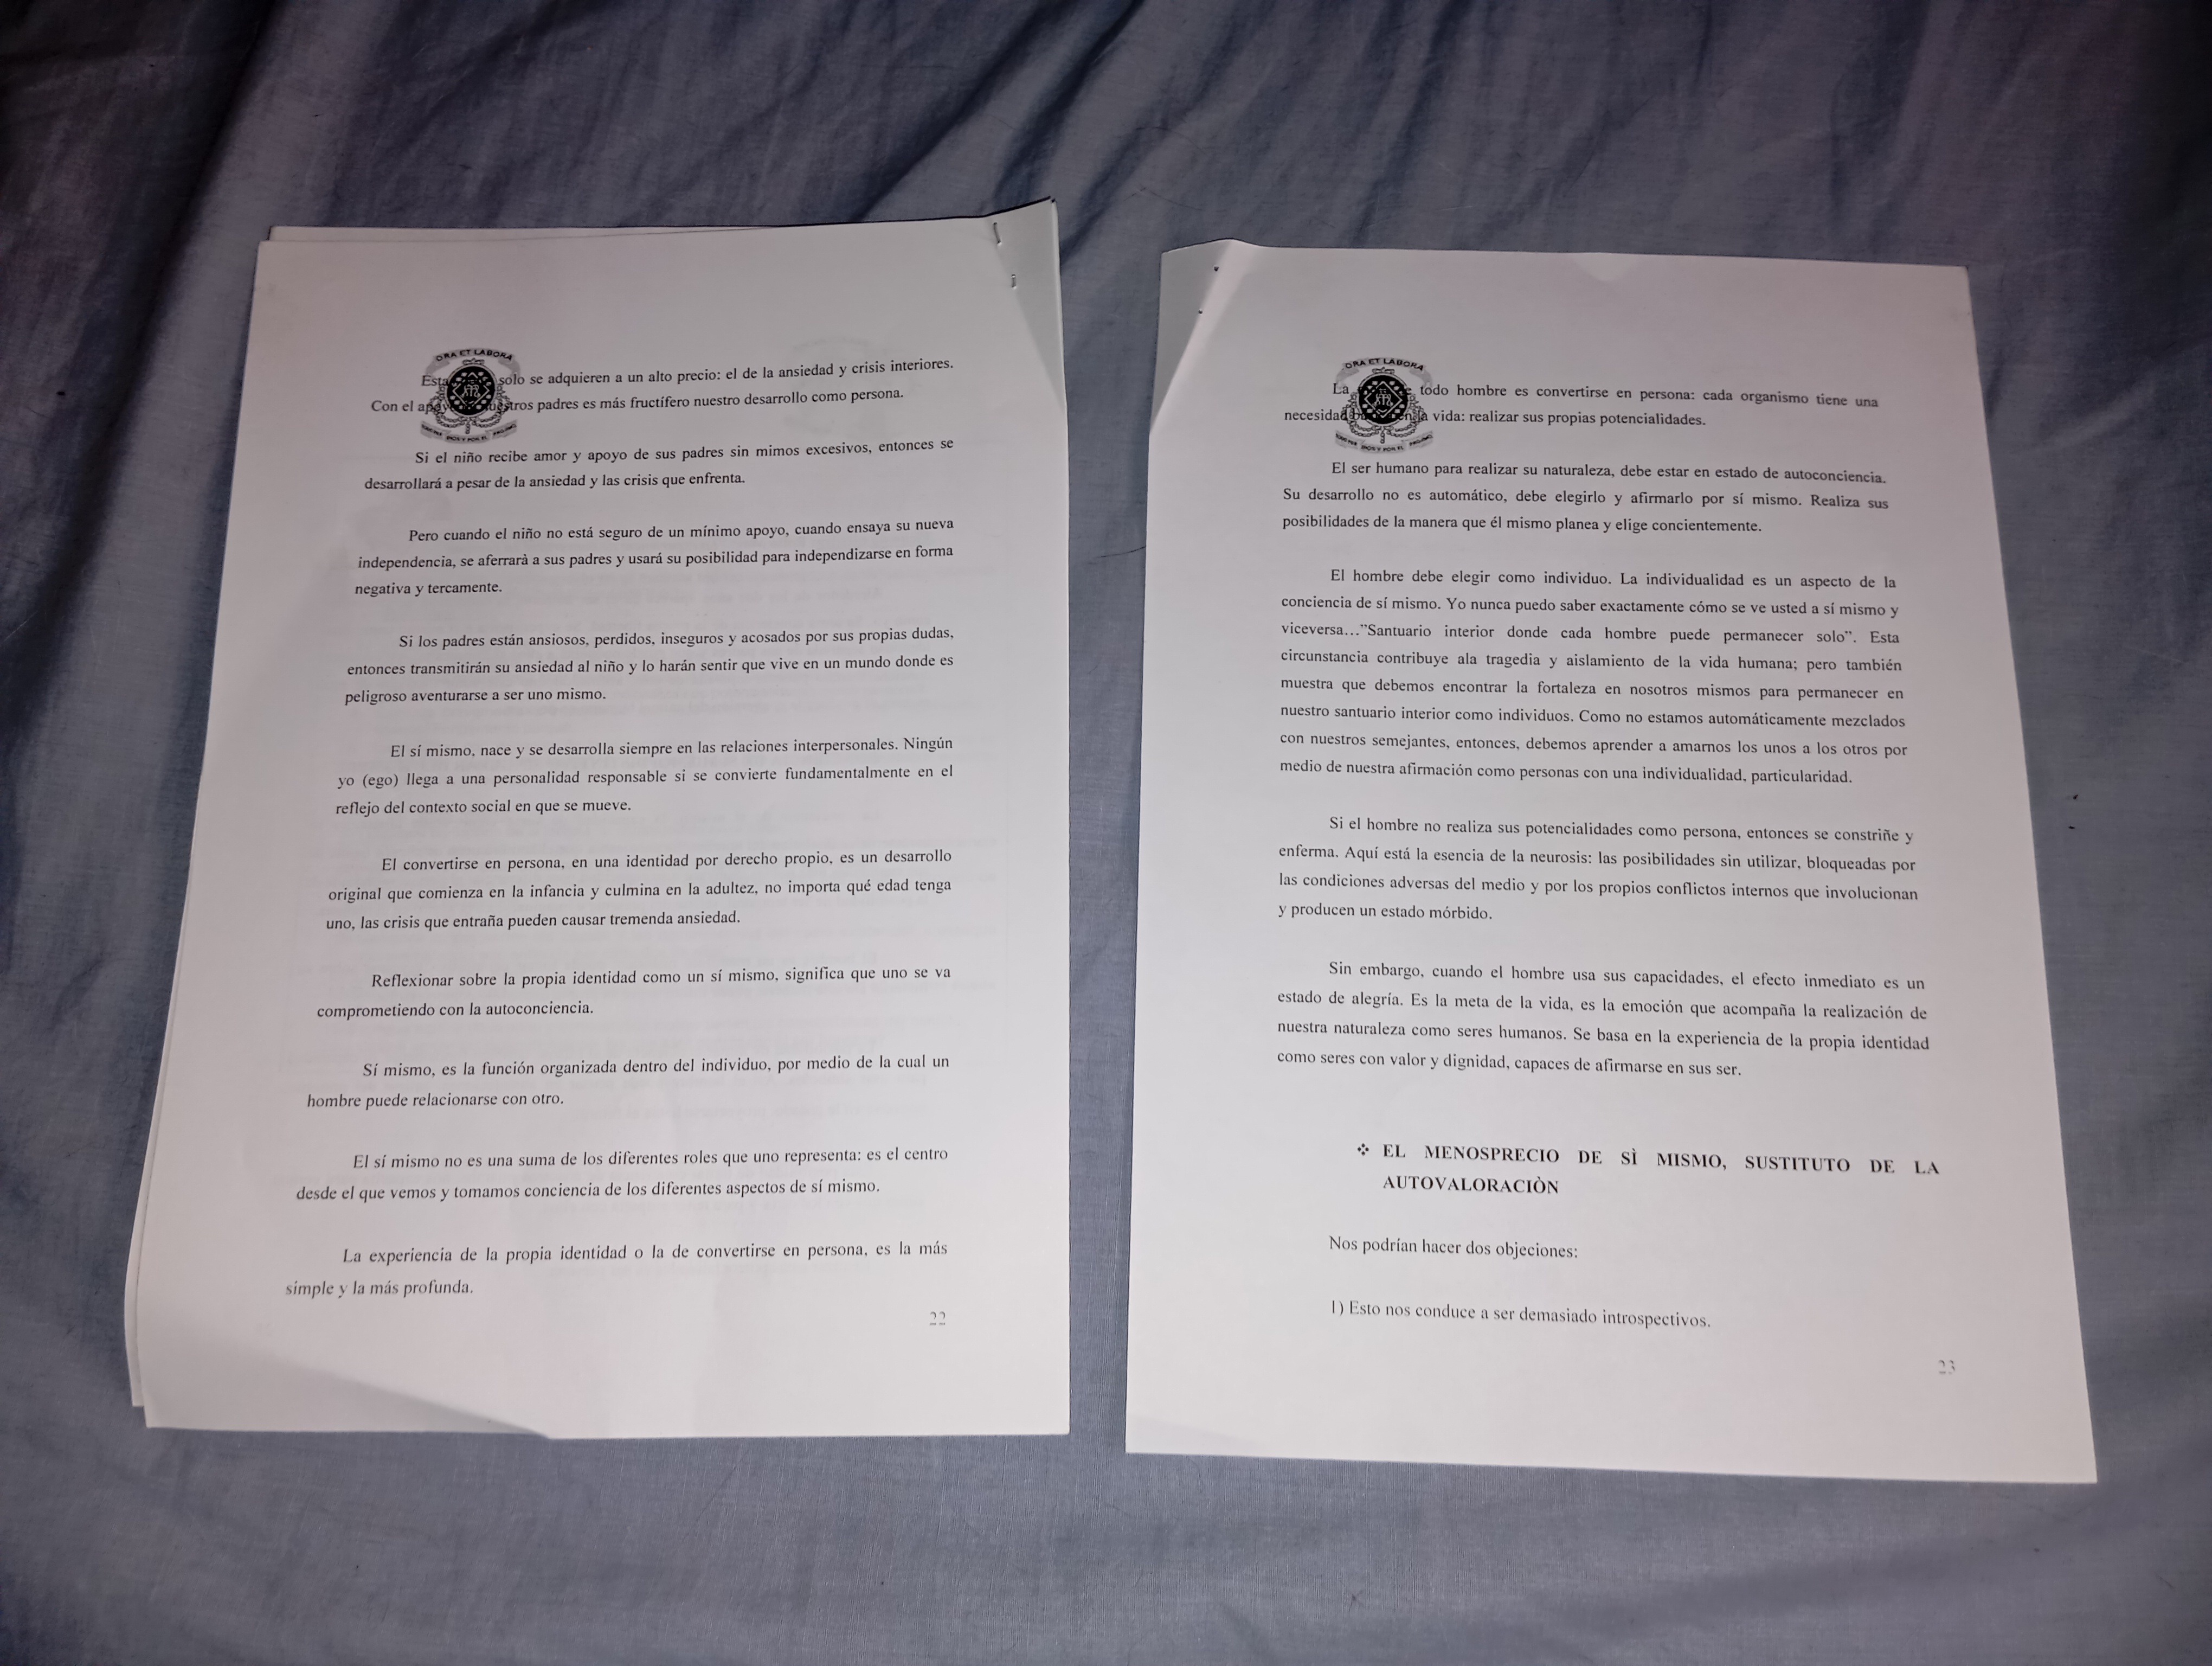 ORA ET LABORA
Esta solo se adquieren a un alto precio: el de la ansiedad y crisis interiores.
Con el padres es más fructífero nuestro desarrollo como persona.
Si el niño recibe amor y apoyo de sus padres sin mimos excesivos, entonces se
desarrollará a pesar de la ansiedad y las crisis que enfrenta.
Pero cuando el niño no está seguro de un mínimo apoyo, cuando ensaya su nueva
independencia, se aferrarà a sus padres y usará su posibilidad para independizarse en forma
negativa y tercamente.
Si los padres están ansiosos, perdidos, inseguros y acosados por sus propias dudas,
entonces transmitirán su ansiedad al niño y lo harán sentir que vive en un mundo donde es
peligroso aventurarse a ser uno mismo.
El sí mismo, nace y se desarrolla siempre en las relaciones interpersonales. Ningún
yo (ego) llega a una personalidad responsable si se convierte fundamentalmente en el
reflejo del contexto social en que se mueve.
El convertirse en persona, en una identidad por derecho propio, es un desarrollo
original que comienza en la infancia y culmina en la adultez, no importa qué edad tenga
uno, las crisis que entraña pueden causar tremenda ansiedad.
Reflexionar sobre la propia identidad como un sí mismo, significa que uno se va
comprometiendo con la autoconciencia.
Sí mismo, es la función organizada dentro del individuo, por medio de la cual un
hombre puede relacionarse con otro.
El sí mismo no es una suma de los diferentes roles que uno representa: es el centro
desde el que vemos y tomamos conciencia de los diferentes aspectos de sí mismo.
La experiencia de la propia identidad o la de convertirse en persona, es la más
simple y la más profunda.
22
ORA ET LABORA
La todo hombre es convertirse en persona: cada organismo tiene una
necesidad vida: realizar sus propias potencialidades.
El ser humano para realizar su naturaleza, debe estar en estado de autoconciencia.
Su desarrollo no es automático, debe elegirlo y afirmarlo por sí mismo. Realiza sus
posibilidades de la manera que él mismo planea y elige concientemente.
El hombre debe elegir como individuo. La individualidad es un aspecto de la
conciencia de sí mismo. Yo nunca puedo saber exactamente cómo se ve usted a sí mismo y
viceversa…”Santuario interior donde cada hombre puede permanecer solo”. Esta
circunstancia contribuye ala tragedia y aislamiento de la vida humana; pero también
muestra que debemos encontrar la fortaleza en nosotros mismos para permanecer en
nuestro santuario interior como individuos. Como no estamos automáticamente mezclados
con nuestros semejantes, entonces, debemos aprender a amarnos los unos a los otros por
medio de nuestra afirmación como personas con una individualidad, particularidad.
Si el hombre no realiza sus potencialidades como persona, entonces se constriñe y
enferma. Aquí está la esencia de la neurosis: las posibilidades sin utilizar, bloqueadas por
las condiciones adversas del medio y por los propios conflictos internos que involucionan
y producen un estado mórbido.
Sin embargo, cuando el hombre usa sus capacidades, el efecto inmediato es un
estado de alegría. Es la meta de la vida, es la emoción que acompaña la realización de
nuestra naturaleza como seres humanos. Se basa en la experiencia de la propia identidad
como seres con valor y dignidad, capaces de afirmarse en sus ser.
❖ EL MENOSPRECIO DE SÌ MISMO, SUSTITUTO DE LA
AUTOVALORACIÒN
Nos podrían hacer dos objeciones:
1) Esto nos conduce a ser demasiado introspectivos.
23